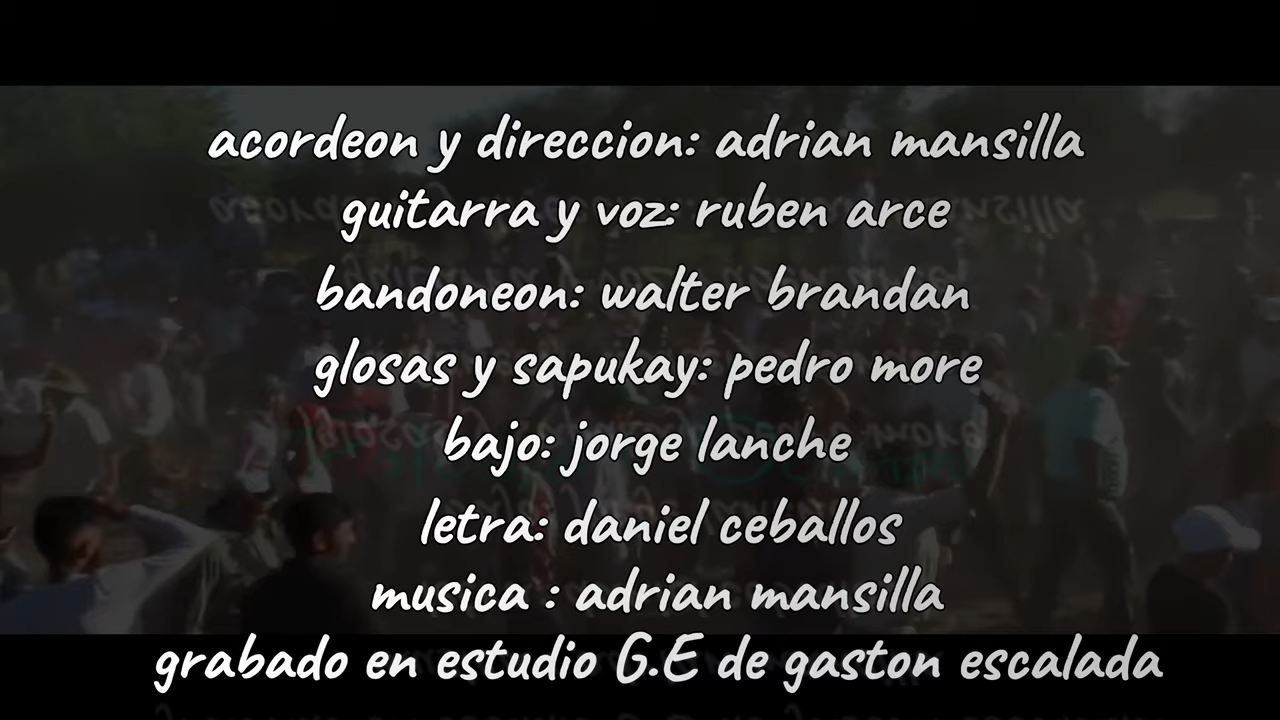 acordeon y direccion: adrian mansilla
guitarra y voz: ruben arce
bandoneon: walter brandan
glosas y sapukay: pedro more
bajo: jorge lanche
letra: daniel ceballos
musica : adrian mansilla
grabado en estudio G.E de gaston escalada